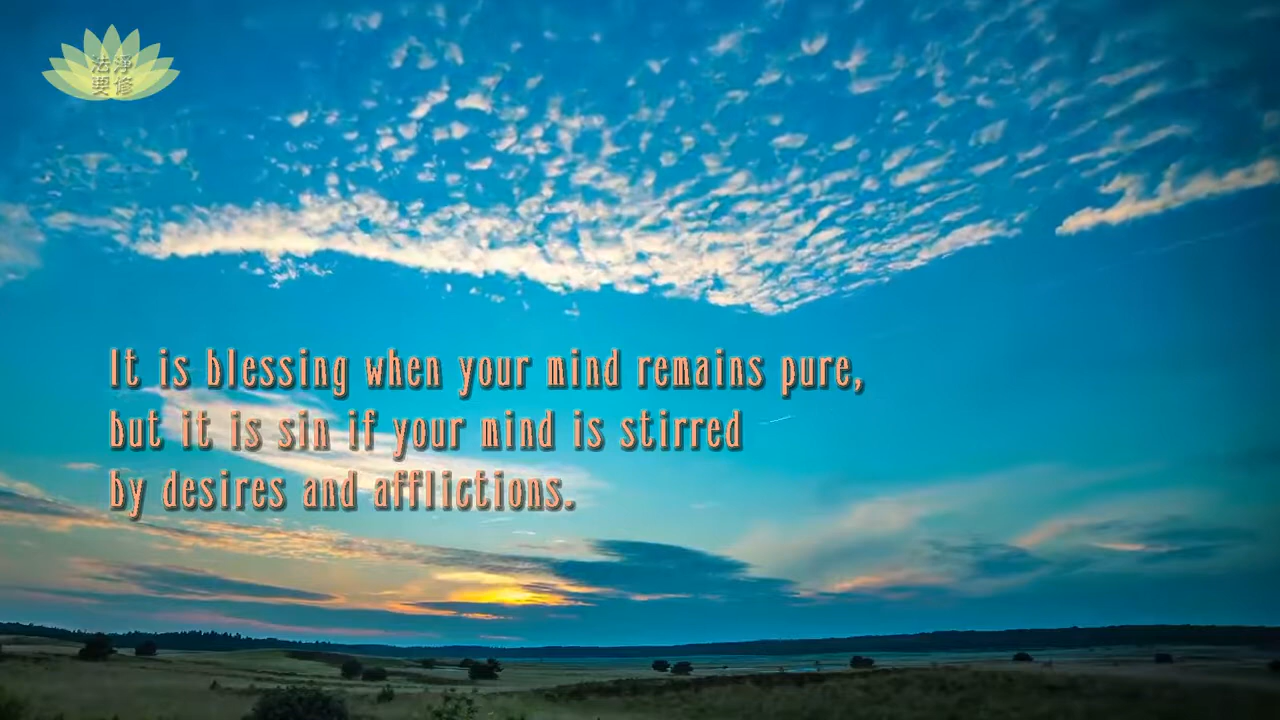 法淨
要修
It is blessing when your mind remains pure,
but it is sin if your mind is stirred
by desires and afflictions.